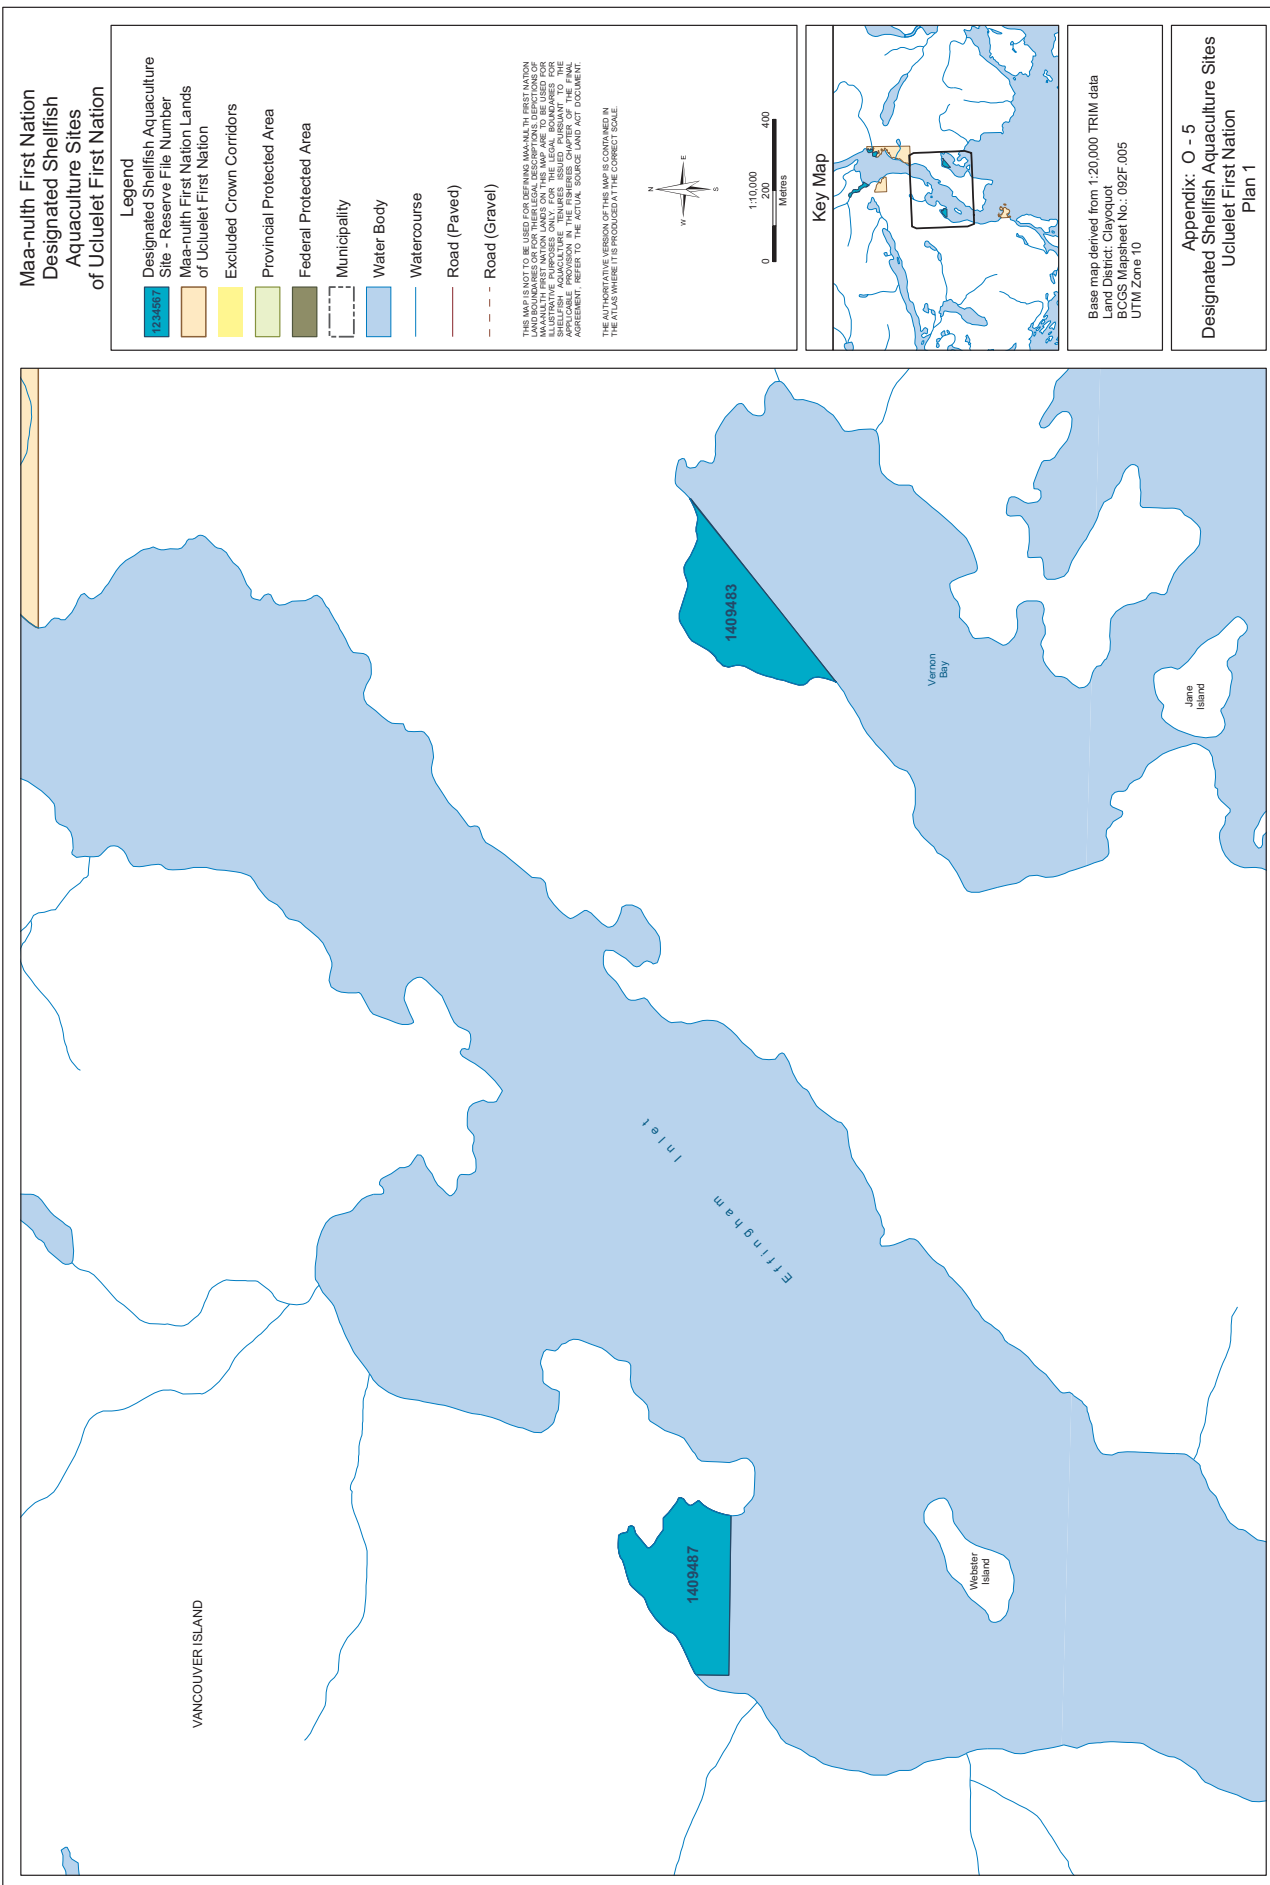 Maa-nulth First Nation
Designated Shellfish
Aquaculture Sites
of Ucluelet First Nation
Legend
1234567
Designated Shellfish Aquaculture
Site - Reserve File Number
Maa-nulth First Nation Lands
of Ucluelet First Nation
Excluded Crown Corridors
Provincial Protected Area
Federal Protected Area
Municipality
Water Body
Watercourse
Road (Paved)
Road (Gravel)
THIS MAP IS NOT TO BE USED FOR DEFINING MAA-NULTH FIRST NATION
LAND BOUNDARIES OR FOR THEIR LEGAL DESCRIPTIONS. DEPICTIONS OF
MAA-NULTH FIRST NATION LANDS ON THIS MAP ARE TO BE USED FOR
ILLUSTRATIVE PURPOSES ONLY. FOR THE LEGAL BOUNDARIES FOR
SHELLFISH AQUACULTURE TENURES ISSUED PURSUANT TO THE
APPLICABLE PROVISION IN THE FISHERIES CHAPTER OF THE FINAL
AGREEMENT, REFER TO THE ACTUAL SOURCE LAND ACT DOCUMENT.
THE AUTHORITATIVE VERSION OF THIS MAP IS CONTAINED IN
THE ATLAS WHERE IT IS PRODUCED AT THE CORRECT SCALE.
N
W
E
S
1:10,000
0 200 400
Metres
Key Map
Base map derived from 1:20,000 TRIM data
Land District: Clayoquot
BCGS Mapsheet No.: 092F.005
UTM Zone 10
Appendix: O - 5
Designated Shellfish Aquaculture Sites
Ucluelet First Nation
Plan 1
VANCOUVER ISLAND
1409487
1409483
Effingham Inlet
Webster
Island
Vernon
Bay
Jane
Island